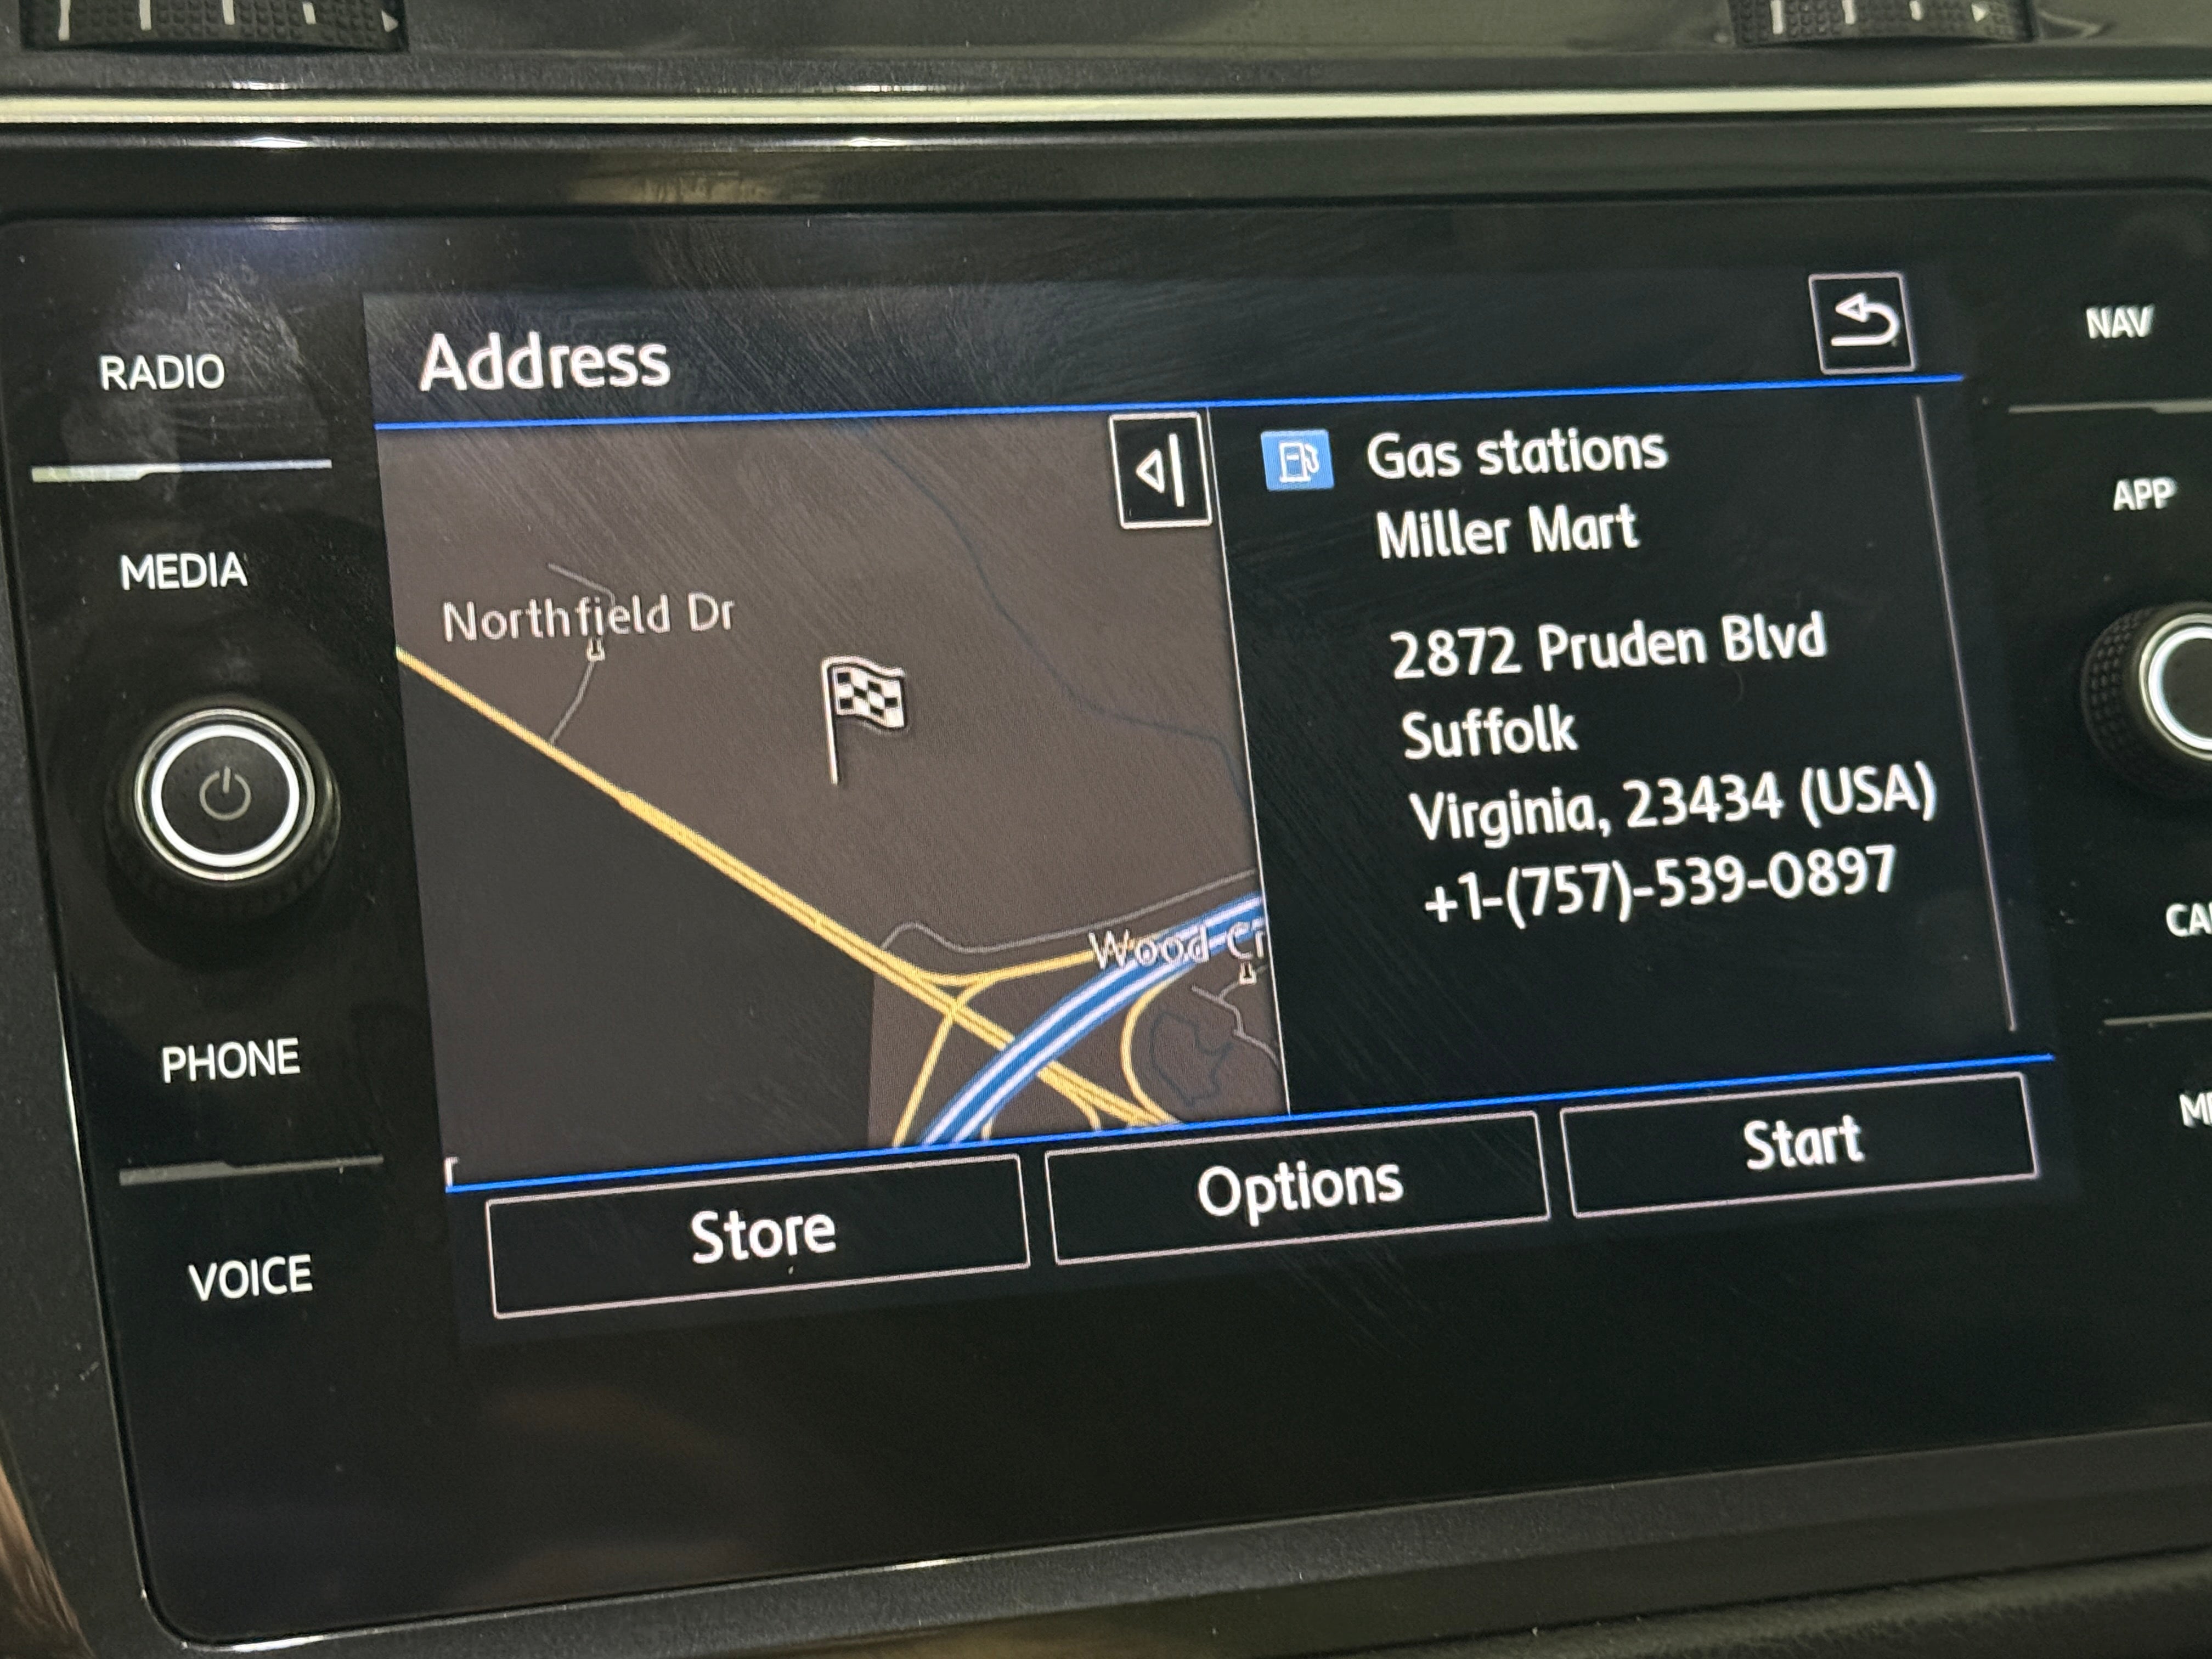 RADIO
MEDIA
PHONE
VOICE
Address
Northfield Dr
Wood Cr
Gas stations
Miller Mart
2872 Pruden Blvd
Suffolk
Virginia, 23434 (USA)
+1-(757)-539-0897
Store
Options
Start
NAV
APP